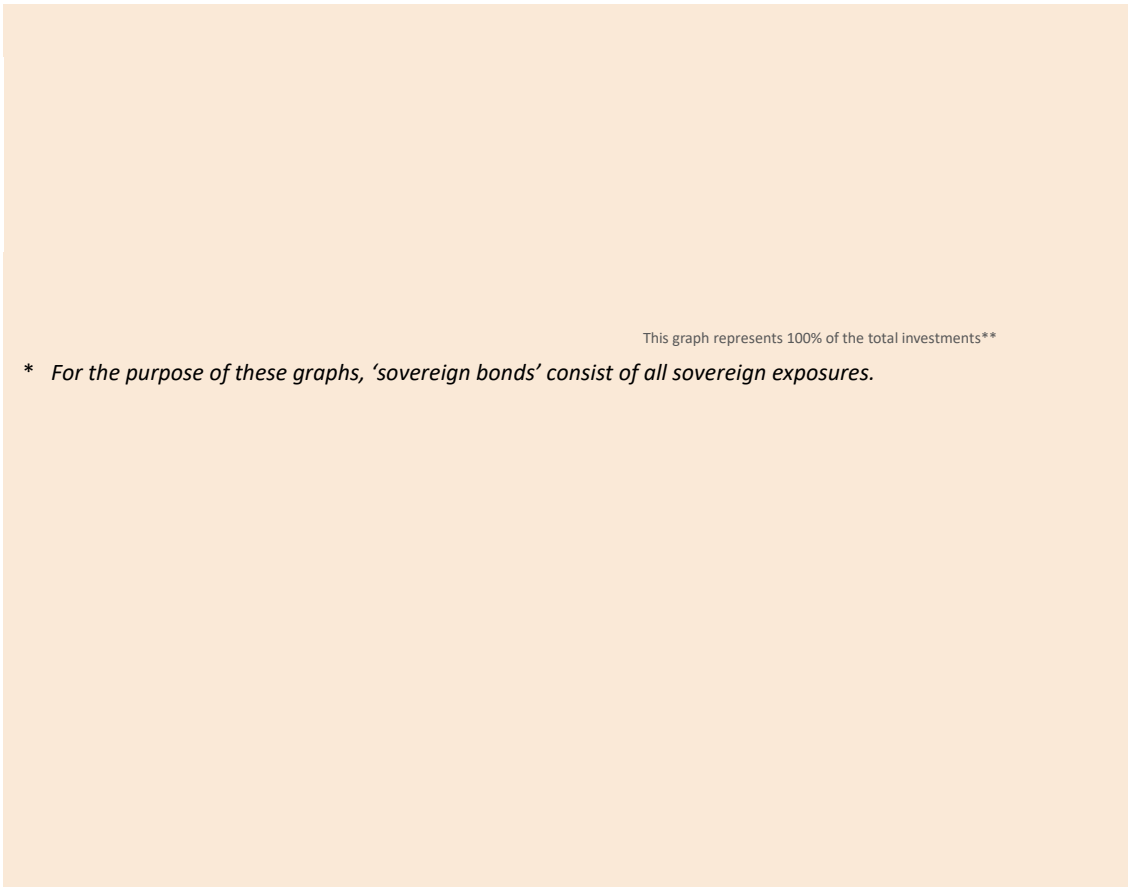 This graph represents 100% of the total investments**
* For the purpose of these graphs, ‘sovereign bonds’ consist of all sovereign exposures.